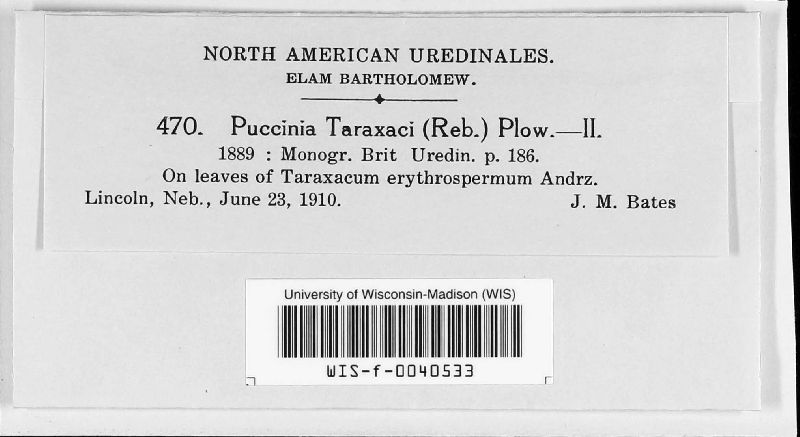 NORTH AMERICAN UREDINALES.
ELAM BARTHOLOMEW.
470. Puccinia Taraxaci (Reb.) Plow.—II.
1889 : Monogr. Brit Uredin. p. 186.
On leaves of Taraxacum erythrospermum Andrz.
Lincoln, Neb., June 23, 1910. J. M. Bates
University of Wisconsin-Madison (WIS)
WIS-f-0040533